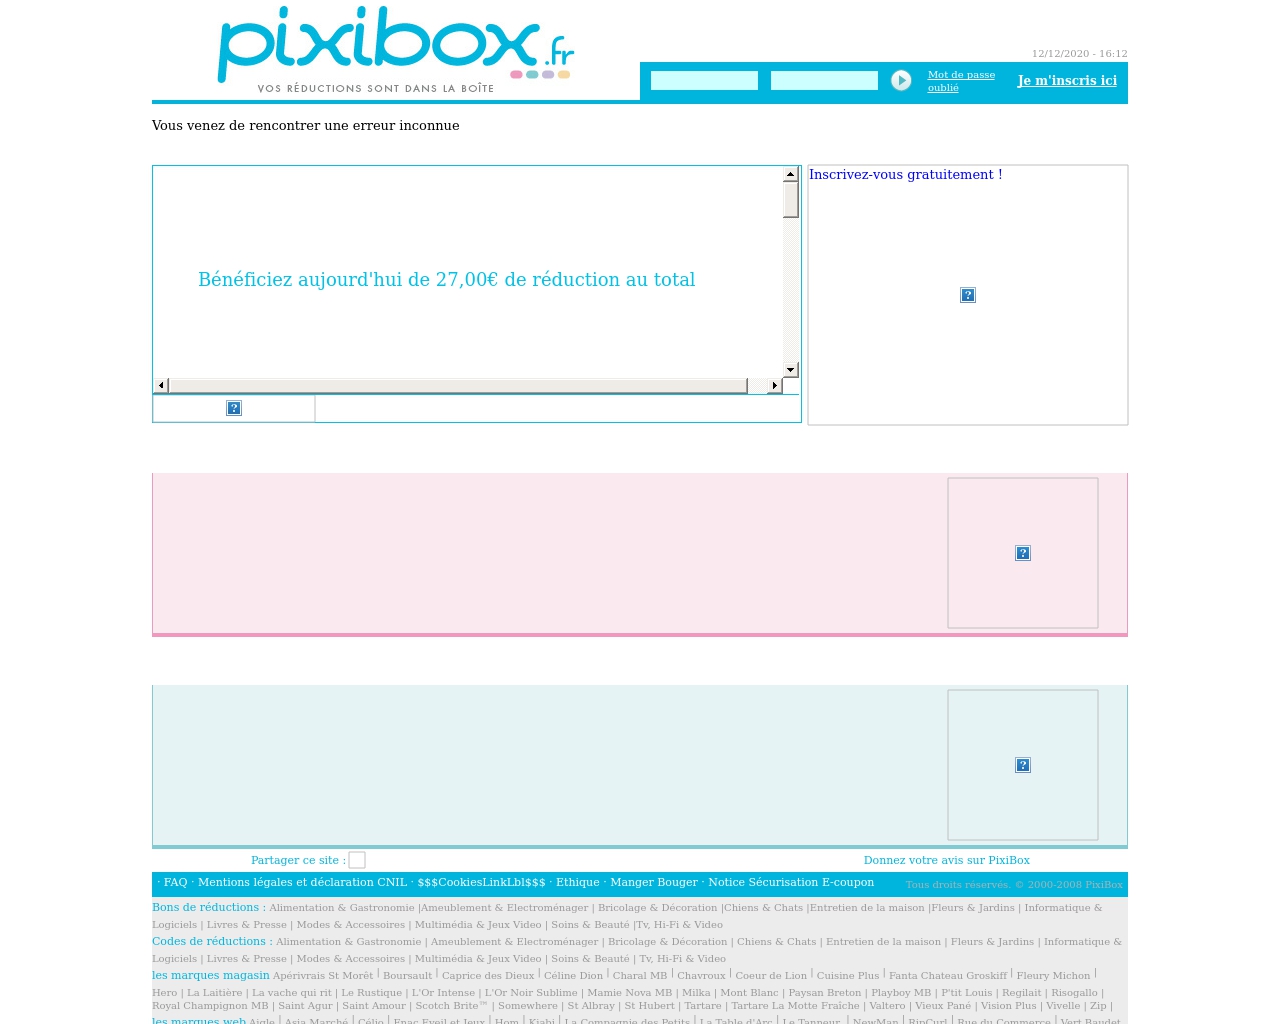 pixibox.fr
VOS RÉDUCTIONS SONT DANS LA BOÎTE
12/12/2020 - 16:12
Mot de passe
oublié
Je m'inscris ici
Vous venez de rencontrer une erreur inconnue
Inscrivez-vous gratuitement !
Bénéficiez aujourd'hui de 27,00€ de réduction au total
Partager ce site :
Donnez votre avis sur PixiBox
· FAQ · Mentions légales et déclaration CNIL · $$$CookiesLinkLbl$$$ · Ethique · Manger Bouger · Notice Sécurisation E-coupon
Tous droits réservés. © 2000-2008 PixiBox
Bons de réductions : Alimentation & Gastronomie |Ameublement & Electroménager | Bricolage & Décoration |Chiens & Chats |Entretien de la maison |Fleurs & Jardins | Informatique &
Logiciels | Livres & Presse | Modes & Accessoires | Multimédia & Jeux Video | Soins & Beauté |Tv, Hi-Fi & Video
Codes de réductions : Alimentation & Gastronomie | Ameublement & Electroménager | Bricolage & Décoration | Chiens & Chats | Entretien de la maison | Fleurs & Jardins | Informatique &
Logiciels | Livres & Presse | Modes & Accessoires | Multimédia & Jeux Video | Soins & Beauté | Tv, Hi-Fi & Video
les marques magasin Apérivrais St Morêt | Boursault | Caprice des Dieux | Céline Dion | Charal MB | Chavroux | Coeur de Lion | Cuisine Plus | Fanta Chateau Groskiff | Fleury Michon |
Hero | La Laitière | La vache qui rit | Le Rustique | L'Or Intense | L'Or Noir Sublime | Mamie Nova MB | Milka | Mont Blanc | Paysan Breton | Playboy MB | P'tit Louis | Regilait | Risogallo |
Royal Champignon MB | Saint Agur | Saint Amour | Scotch Brite™ | Somewhere | St Albray | St Hubert | Tartare | Tartare La Motte Fraîche | Valtero | Vieux Pané | Vision Plus | Vivelle | Zip |
les marques web Aigle | Asia Marché | Célio | Enac Eveil et Jeux | Hom | Kiabi | La Compagnie des Petits | La Table d'Arc | Le Tanneur | NewMan | RipCurl | Rue du Commerce | Vert Baudet